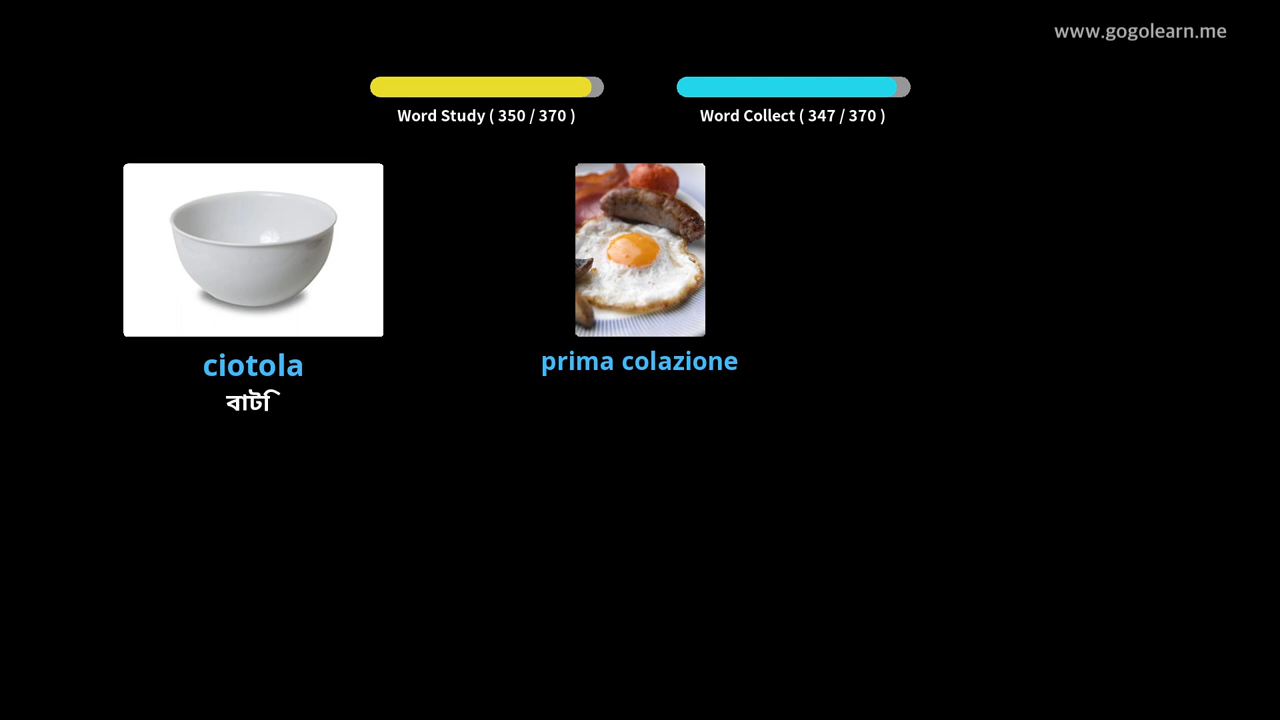 www.gogolearn.me
Word Study ( 350 / 370 )
Word Collect ( 347 / 370 )
ciotola
prima colazione
বাটি